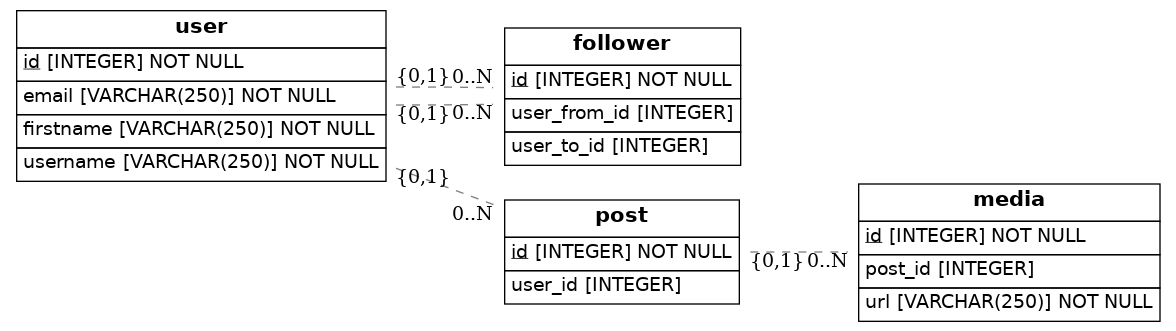 user
id [INTEGER] NOT NULL
email [VARCHAR(250)] NOT NULL
firstname [VARCHAR(250)] NOT NULL
username [VARCHAR(250)] NOT NULL
{0,1} 0..N
{0,1} 0..N
{0,1}
0..N
follower
id [INTEGER] NOT NULL
user_from_id [INTEGER]
user_to_id [INTEGER]
post
id [INTEGER] NOT NULL
user_id [INTEGER]
{0,1} 0..N
media
id [INTEGER] NOT NULL
post_id [INTEGER]
url [VARCHAR(250)] NOT NULL